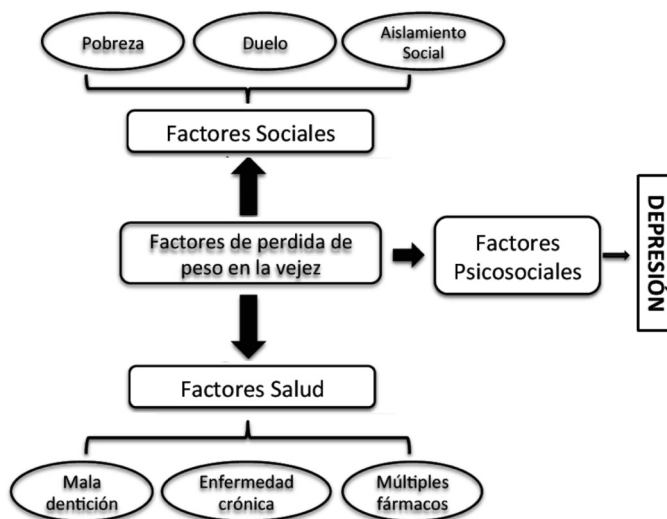 Pobreza
Duelo
Aislamiento
Social
Factores Sociales
Factores de perdida de
peso en la vejez
Factores
Psicosociales
DEPRESIÓN
Factores Salud
Mala
dentición
Enfermedad
crónica
Múltiples
fármacos